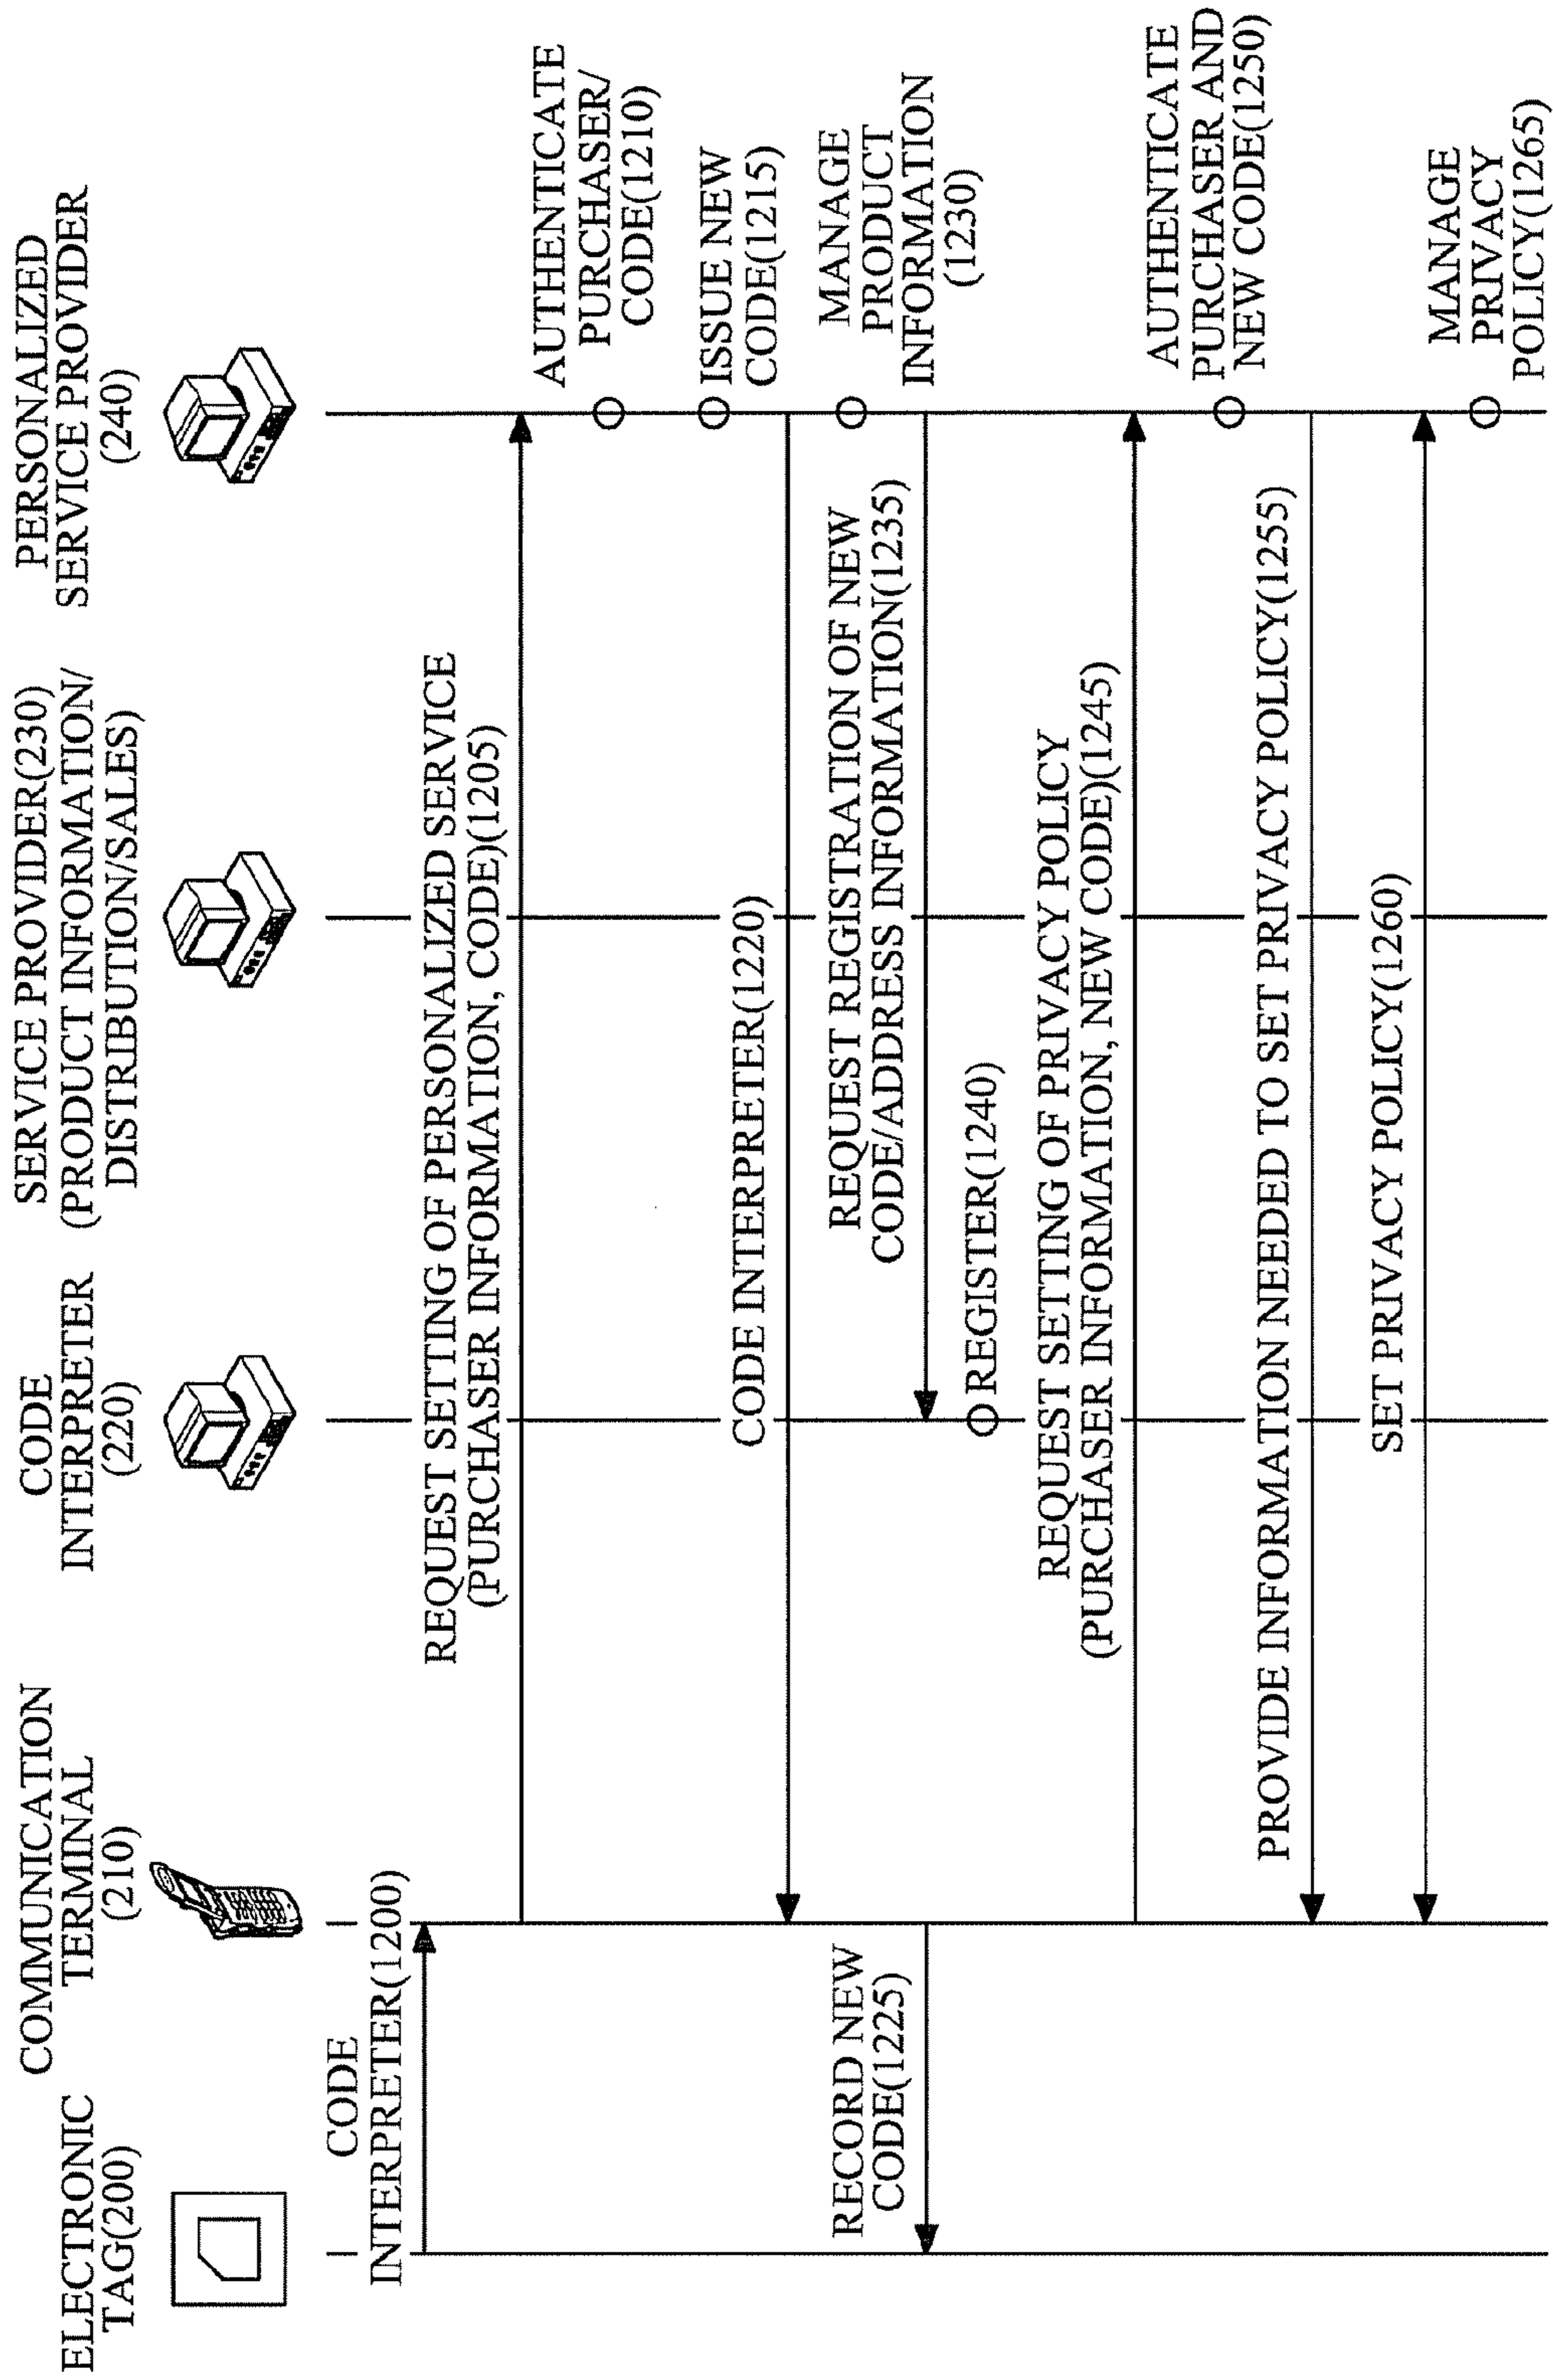 ELECTRONIC
TAG(200)
COMMUNICATION
TERMINAL
(210)
CODE
INTERPRETER
(220)
SERVICE PROVIDER(230)
(PRODUCT INFORMATION/
DISTRIBUTION/SALES)
PERSONALIZED
SERVICE PROVIDER
(240)
CODE
INTERPRETER(1200)
REQUEST SETTING OF PERSONALIZED SERVICE
(PURCHASER INFORMATION, CODE)(1205)
AUTHENTICATE
PURCHASER/
CODE(1210)
ISSUE NEW
CODE(1215)
CODE INTERPRETER(1220)
RECORD NEW
CODE(1225)
MANAGE
PRODUCT
INFORMATION
(1230)
REQUEST REGISTRATION OF NEW
CODE/ADDRESS INFORMATION(1235)
REGISTER(1240)
REQUEST SETTING OF PRIVACY POLICY
(PURCHASER INFORMATION, NEW CODE)(1245)
AUTHENTICATE
PURCHASER AND
NEW CODE(1250)
PROVIDE INFORMATION NEEDED TO SET PRIVACY POLICY(1255)
SET PRIVACY POLICY(1260)
MANAGE
PRIVACY
POLICY(1265)